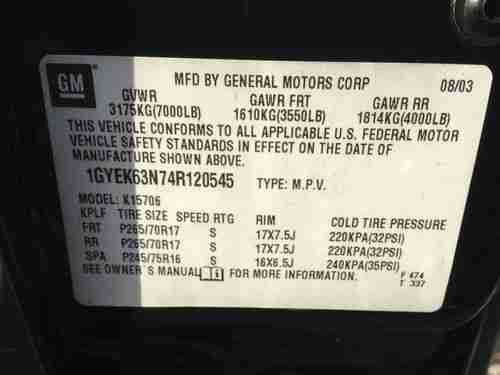 GM MFD BY GENERAL MOTORS CORP 08/03
GVWR GAWR FRT GAWR RR
3175KG(7000LB) 1610KG(3550LB) 1814KG(4000LB)
THIS VEHICLE CONFORMS TO ALL APPLICABLE U.S. FEDERAL MOTOR
VEHICLE SAFETY STANDARDS IN EFFECT ON THE DATE OF
MANUFACTURE SHOWN ABOVE.
1GYEK63N74R120545 TYPE: M.P.V.
MODEL: K15706
KPLF TIRE SIZE SPEED RTG RIM COLD TIRE PRESSURE
FRT P265/70R17 S 17X7.5J 220KPA(32PSI)
RR P265/70R17 S 17X7.5J 220KPA(32PSI)
SPA P245/75R16 S 16X6.5J 240KPA(35PSI)
SEE OWNER'S MANUAL i FOR ADDITIONAL INFORMATION. F 474
T 337